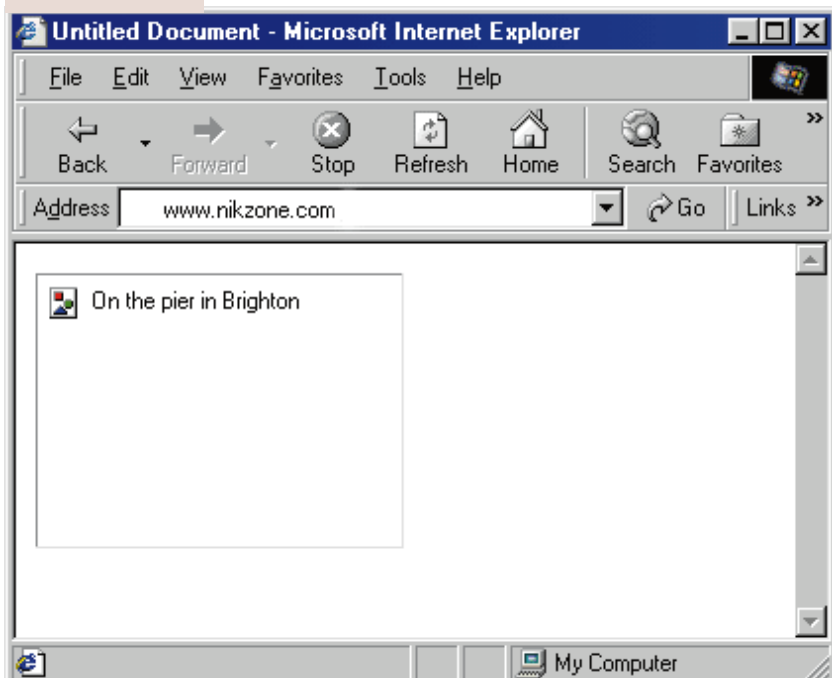 Untitled Document - Microsoft Internet Explorer
File Edit View Favorites Tools Help
Back Forward Stop Refresh Home Search Favorites »
Address www.nikzone.com Go Links »
On the pier in Brighton
My Computer